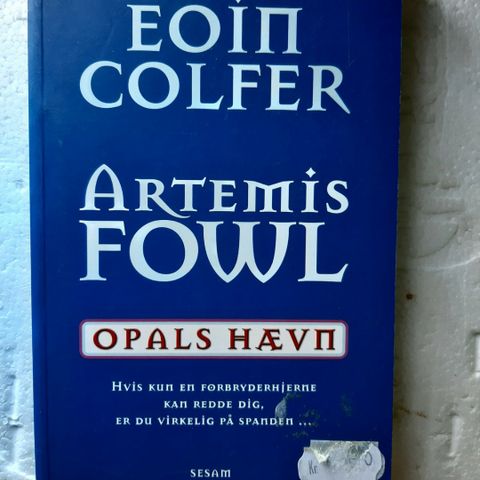 EOIN
COLFER
ARTEMIS
FOWL
OPALS HÆVN
HVIS KUN EN FORBRYDERHJERNE
KAN REDDE DIG,
ER DU VIRKELIG PÅ SPANDEN ...
SESAM